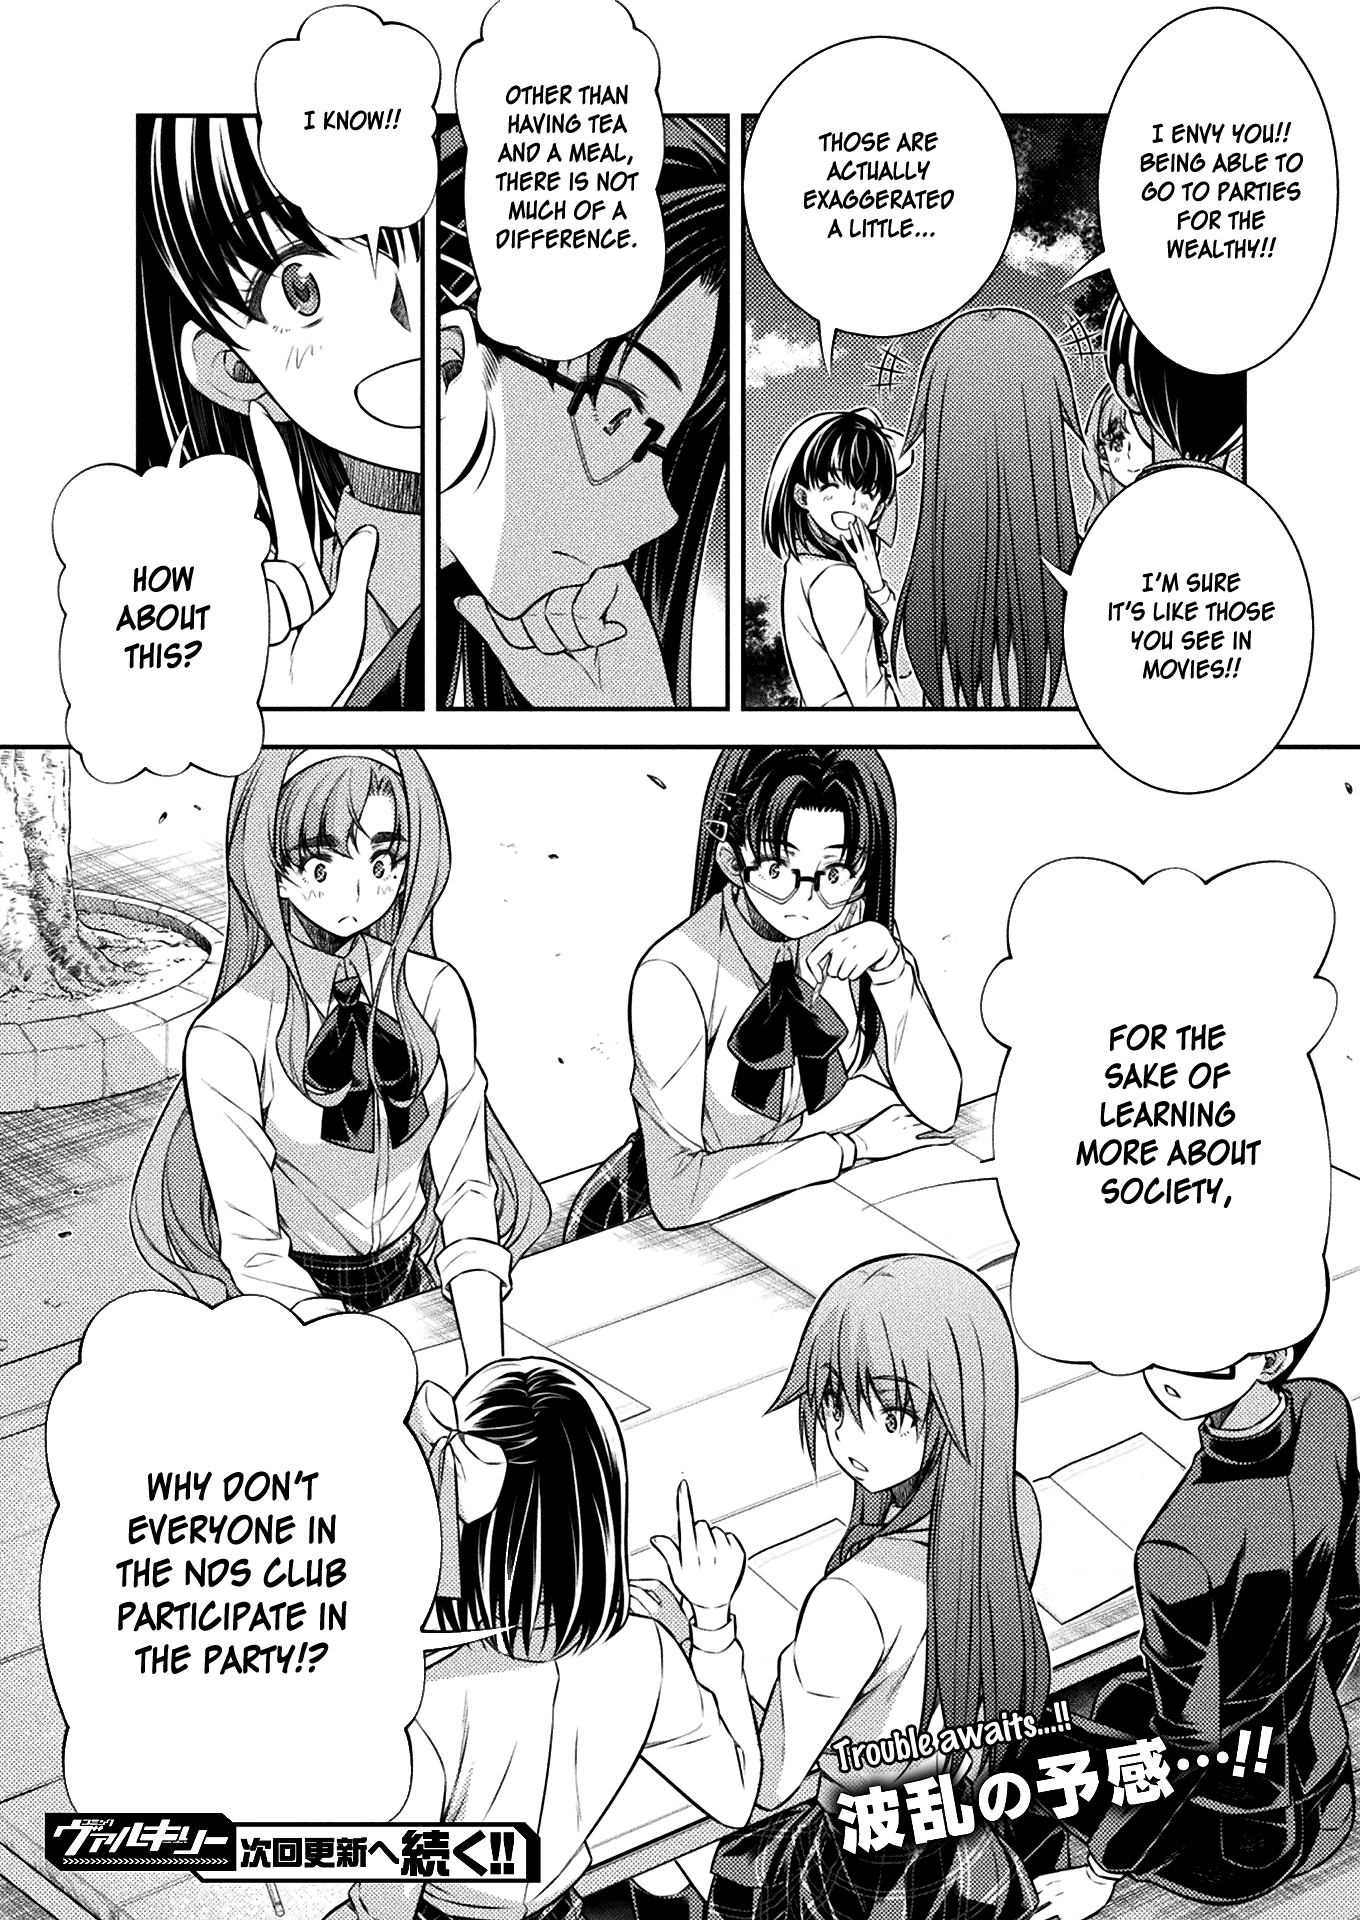 I ENVY YOU!!
BEING ABLE TO
GO TO PARTIES
FOR THE
WEALTHY!!
THOSE ARE
ACTUALLY
EXAGGERATED
A LITTLE...
I'M SURE
IT'S LIKE THOSE
YOU SEE IN
MOVIES!!
OTHER THAN
HAVING TEA
AND A MEAL,
THERE IS NOT
MUCH OF A
DIFFERENCE.
I KNOW!!
HOW
ABOUT
THIS?
FOR THE
SAKE OF
LEARNING
MORE ABOUT
SOCIETY,
WHY DON'T
EVERYONE IN
THE NDS CLUB
PARTICIPATE IN
THE PARTY!?
Trouble awaits...!!
波乱の予感…!!
コミック
ヴァルキリー
次回更新へ続く!!